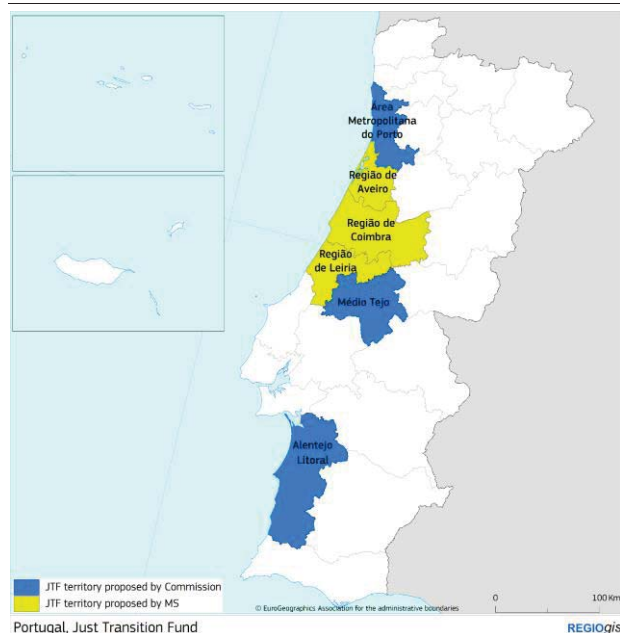 Área
Metropolitana
do Porto
Região de
Aveiro
Região de
Coimbra
Região
de Leiria
Médio Tejo
Alentejo
Litoral
JTF territory proposed by Commission
JTF territory proposed by MS
© EuroGeographics Association for the administrative boundaries
0 100 Km
Portugal, Just Transition Fund
REGIOgis